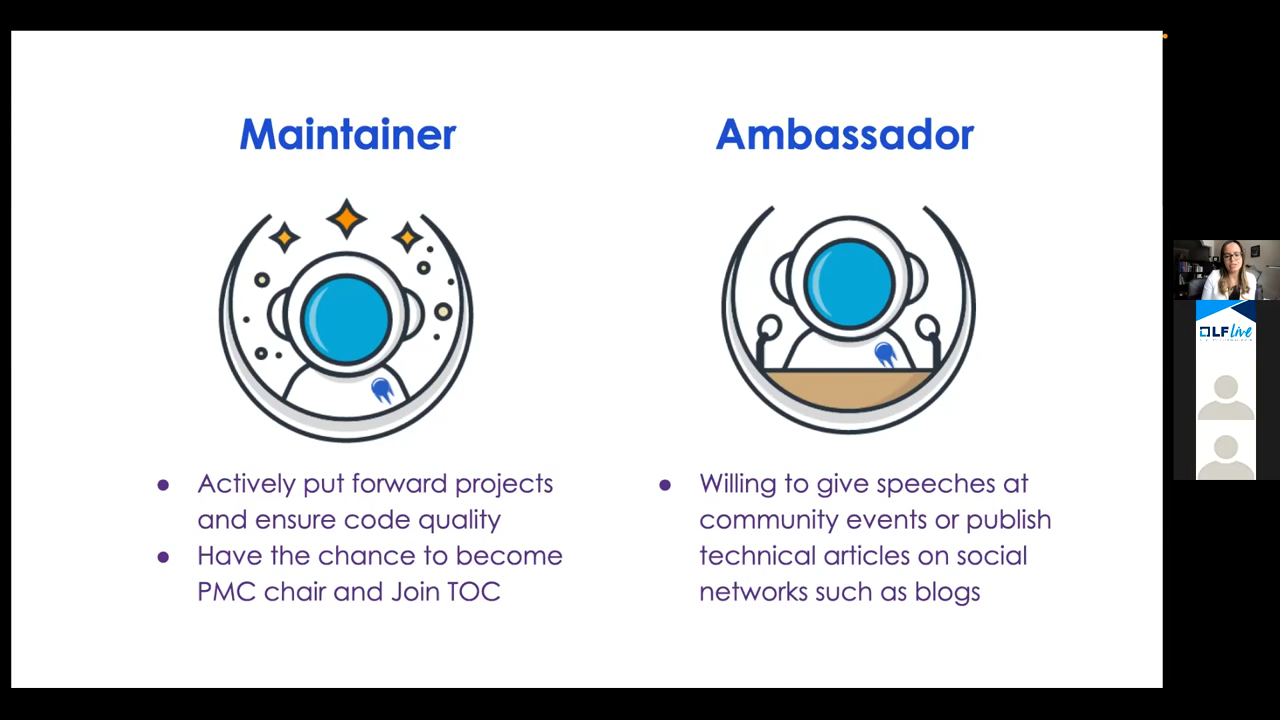 Maintainer
Ambassador
● Actively put forward projects
and ensure code quality
● Have the chance to become
PMC chair and Join TOC
● Willing to give speeches at
community events or publish
technical articles on social
networks such as blogs
LF Live